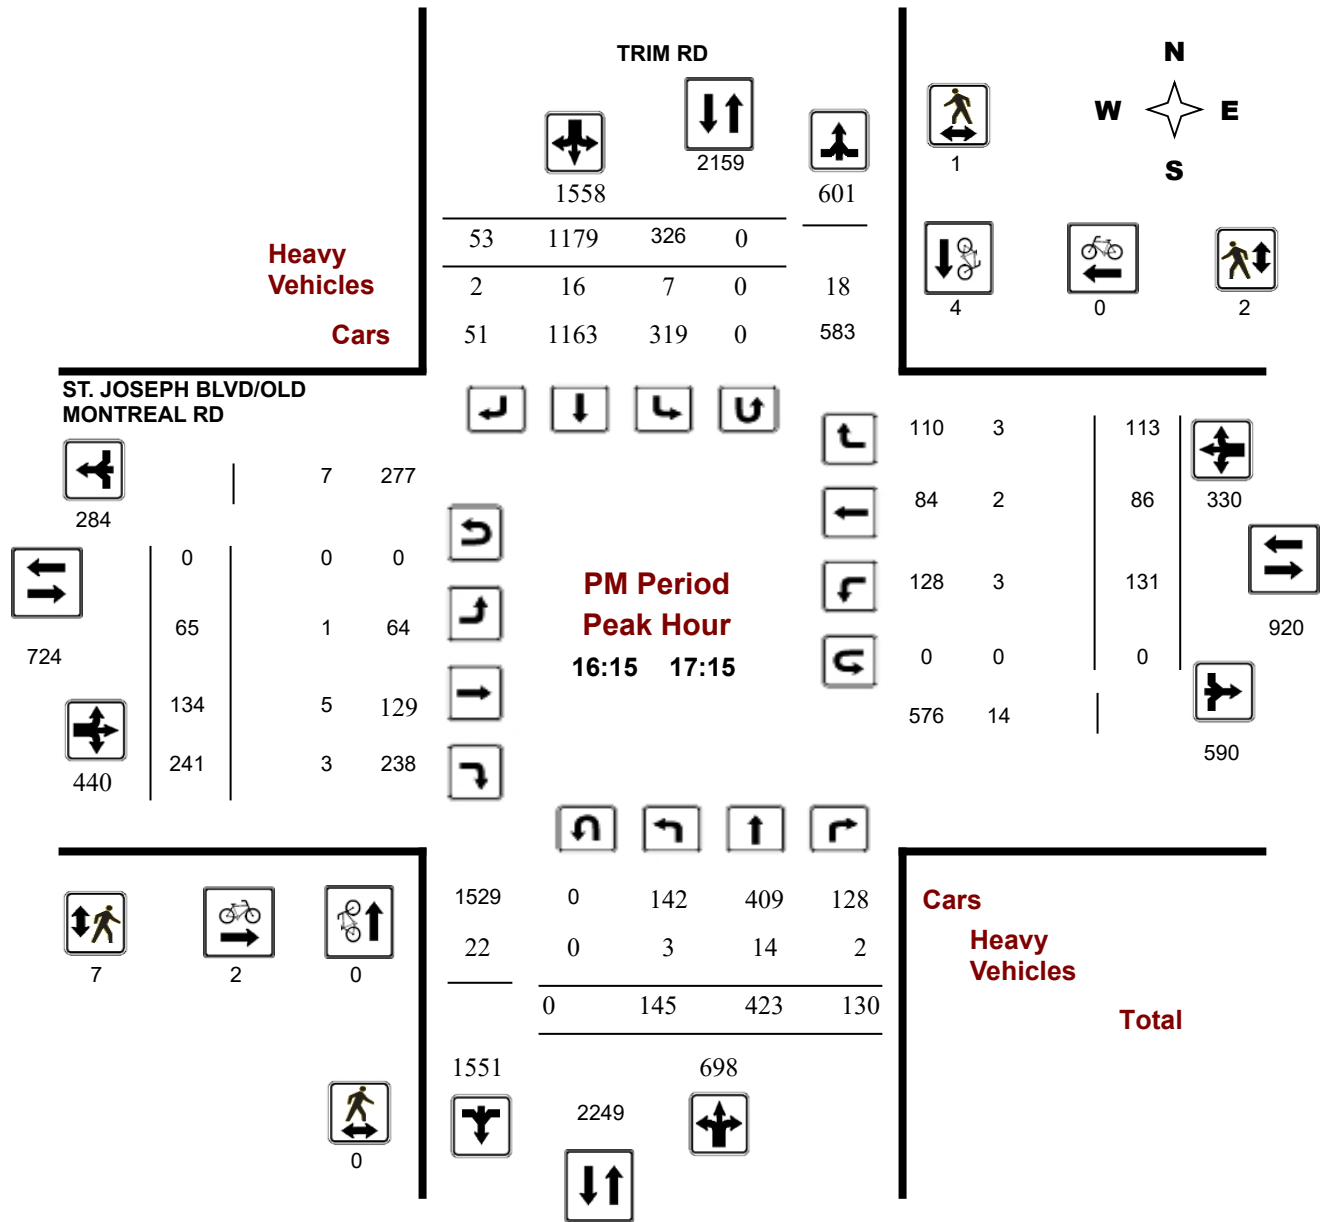 TRIM RD
N
W E
S
2159
1
1558
601
53 1179 326 0
Heavy
Vehicles
2 16 7 0 18
4 0 2
Cars
51 1163 319 0 583
ST. JOSEPH BLVD/OLD
MONTREAL RD
110 3 113
7 277
84 2 86 330
284
0 0 0
PM Period
128 3 131
Peak Hour
65 1 64
920
724
16:15 17:15
0 0 0
134 5 129
576 14
590
241 3 238
440
1529 0 142 409 128
Cars
22 0 3 14 2
Heavy
Vehicles
7 2 0
0 145 423 130
Total
1551 698
2249
0